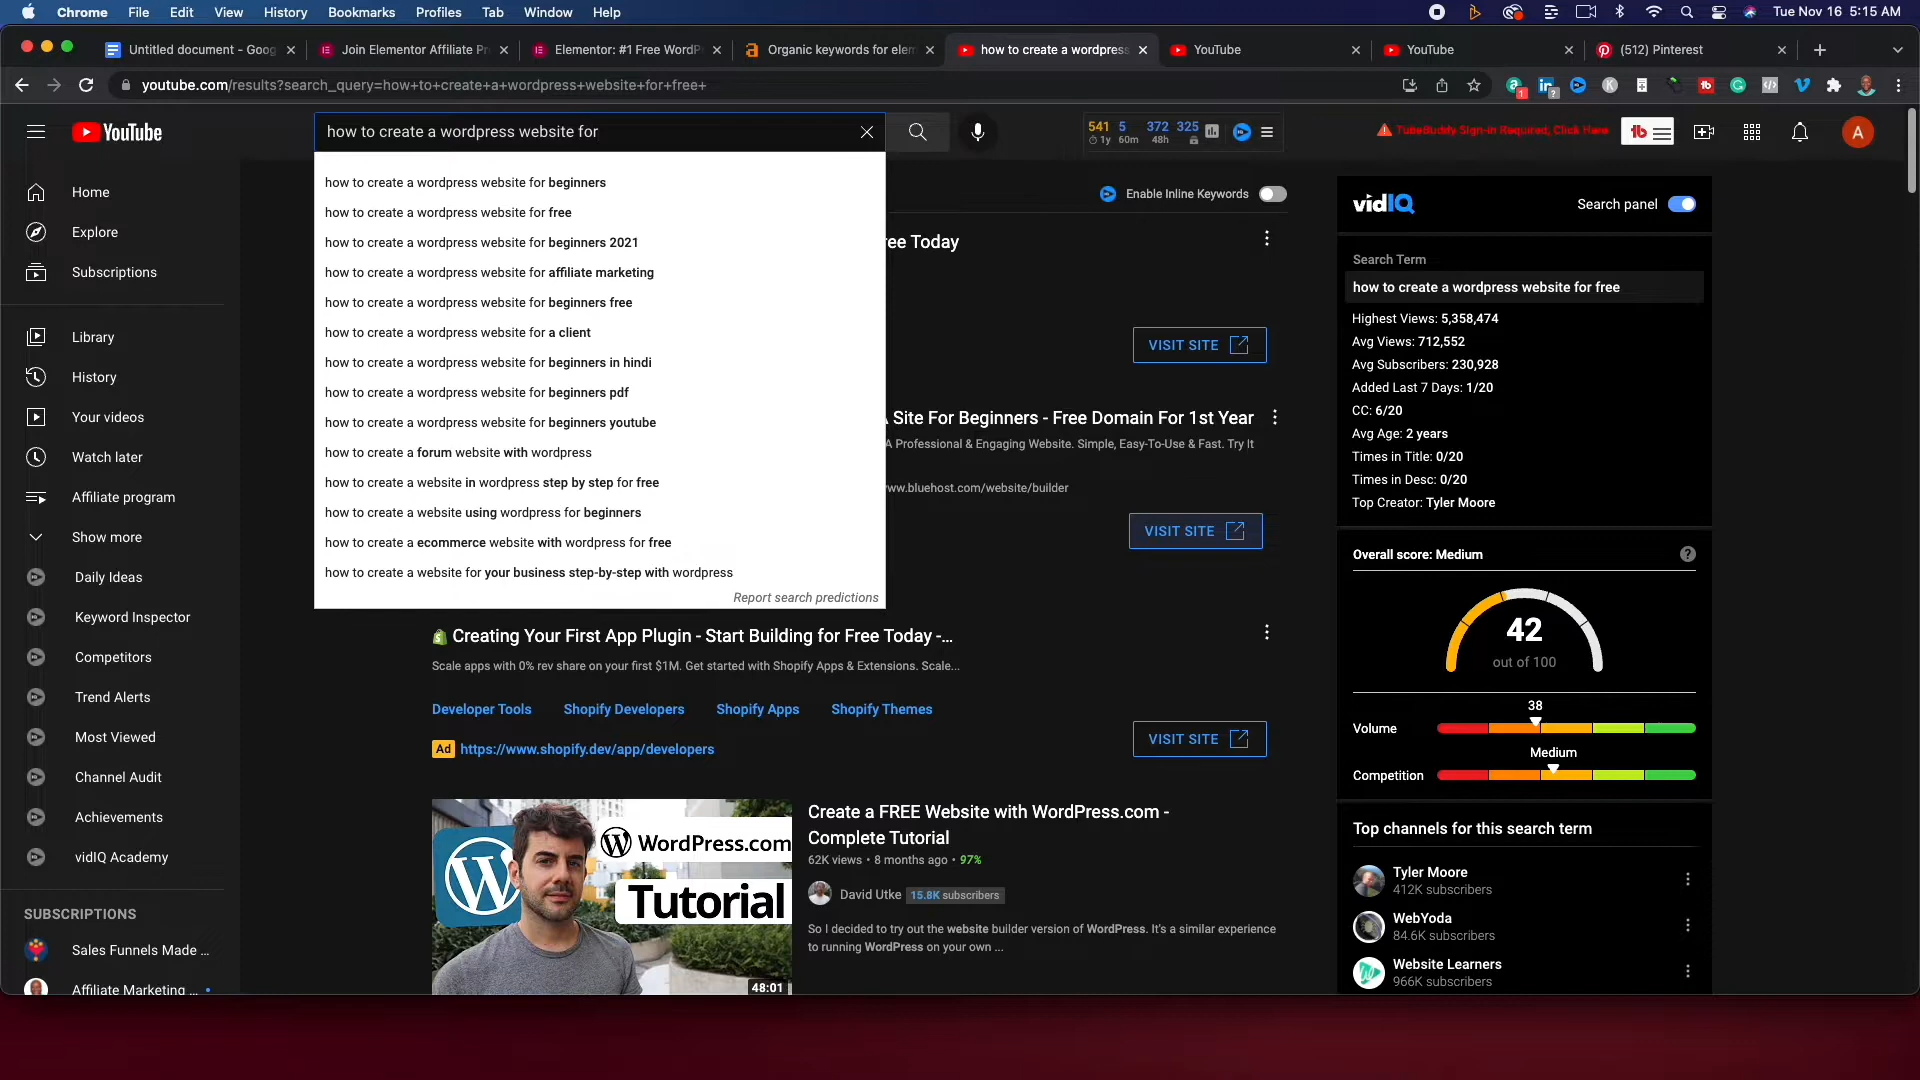 Chrome File Edit View History Bookmarks Profiles Tab Window Help
Tue Nov 16 5:15 AM
Untitled document - Goog
Join Elementor Affiliate Pr
Elementor: #1 Free WordP
Organic keywords for elem
how to create a wordpress
YouTube
YouTube
(512) Pinterest
youtube.com/results?search_query=how+to+create+a+wordpress+website+for+free+
YouTube
how to create a wordpress website for
541 5 372 325
1y 60m 48h
TubeBuddy Sign-in Required, Click Here
tb
A
how to create a wordpress website for beginners
how to create a wordpress website for free
how to create a wordpress website for beginners 2021
how to create a wordpress website for affiliate marketing
how to create a wordpress website for beginners free
how to create a wordpress website for a client
how to create a wordpress website for beginners in hindi
how to create a wordpress website for beginners pdf
how to create a wordpress website for beginners youtube
how to create a forum website with wordpress
how to create a website in wordpress step by step for free
how to create a website using wordpress for beginners
how to create a ecommerce website with wordpress for free
how to create a website for your business step-by-step with wordpress
Report search predictions
Home
Explore
Subscriptions
Library
History
Your videos
Watch later
Affiliate program
Show more
Daily Ideas
Keyword Inspector
Competitors
Trend Alerts
Most Viewed
Channel Audit
Achievements
vidIQ Academy
SUBSCRIPTIONS
Sales Funnels Made ...
Affiliate Marketing ...
Enable Inline Keywords
ree Today
VISIT SITE
A Site For Beginners - Free Domain For 1st Year
A Professional & Engaging Website. Simple, Easy-To-Use & Fast. Try It
ww.bluehost.com/website/builder
VISIT SITE
Creating Your First App Plugin - Start Building for Free Today -...
Scale apps with 0% rev share on your first $1M. Get started with Shopify Apps & Extensions. Scale...
Developer Tools Shopify Developers Shopify Apps Shopify Themes
Ad https://www.shopify.dev/app/developers
VISIT SITE
WordPress.com
Tutorial
48:01
Create a FREE Website with WordPress.com -
Complete Tutorial
62K views • 8 months ago • 97%
David Utke 15.8K subscribers
So I decided to try out the website builder version of WordPress. It's a similar experience
to running WordPress on your own ...
vidIQ
Search panel
Search Term
how to create a wordpress website for free
Highest Views: 5,358,474
Avg Views: 712,552
Avg Subscribers: 230,928
Added Last 7 Days: 1/20
CC: 6/20
Avg Age: 2 years
Times in Title: 0/20
Times in Desc: 0/20
Top Creator: Tyler Moore
Overall score: Medium
?
42
out of 100
38
Volume
Medium
Competition
Top channels for this search term
Tyler Moore
412K subscribers
WebYoda
84.6K subscribers
Website Learners
966K subscribers